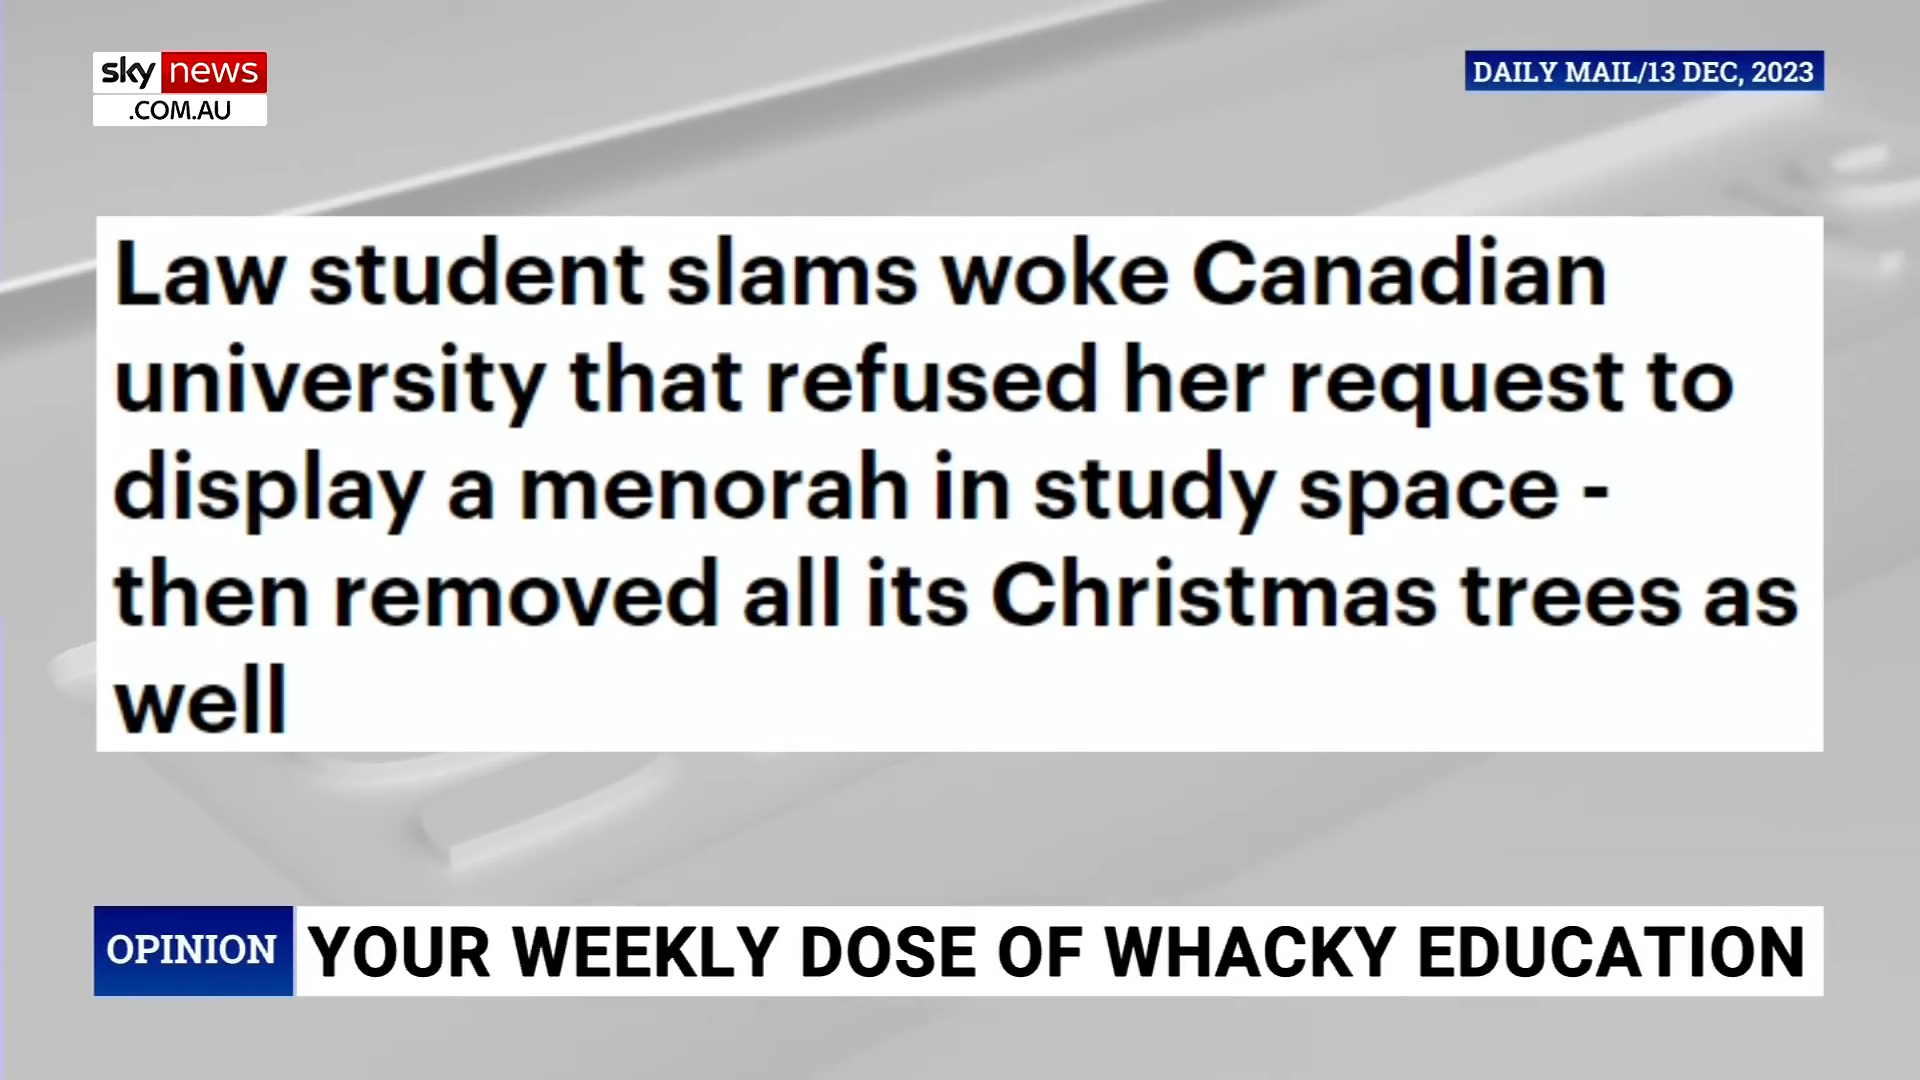 sky news
.COM.AU
DAILY MAIL/13 DEC, 2023
Law student slams woke Canadian
university that refused her request to
display a menorah in study space -
then removed all its Christmas trees as
well
OPINION YOUR WEEKLY DOSE OF WHACKY EDUCATION